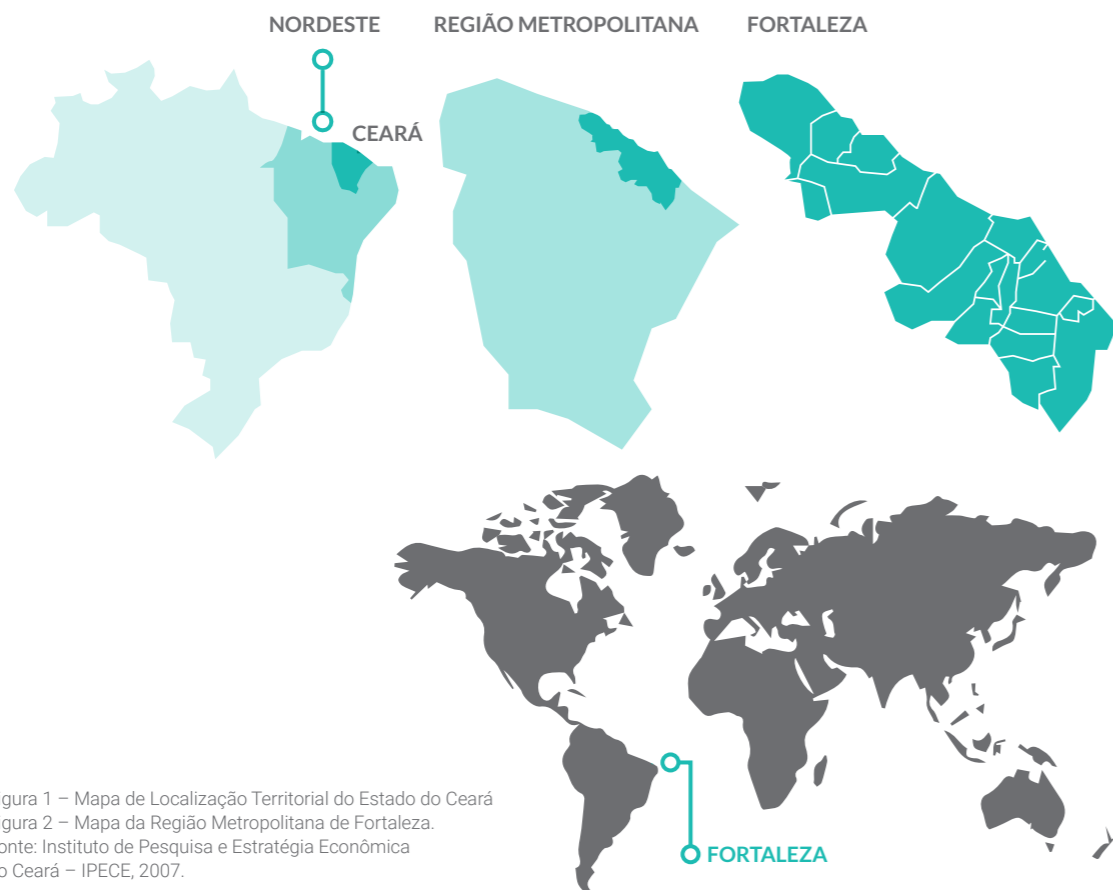 NORDESTE
REGIÃO METROPOLITANA
FORTALEZA
CEARÁ
igura 1 – Mapa de Localização Territorial do Estado do Ceará
igura 2 – Mapa da Região Metropolitana de Fortaleza.
onte: Instituto de Pesquisa e Estratégia Econômica
o Ceará – IPECE, 2007.
FORTALEZA